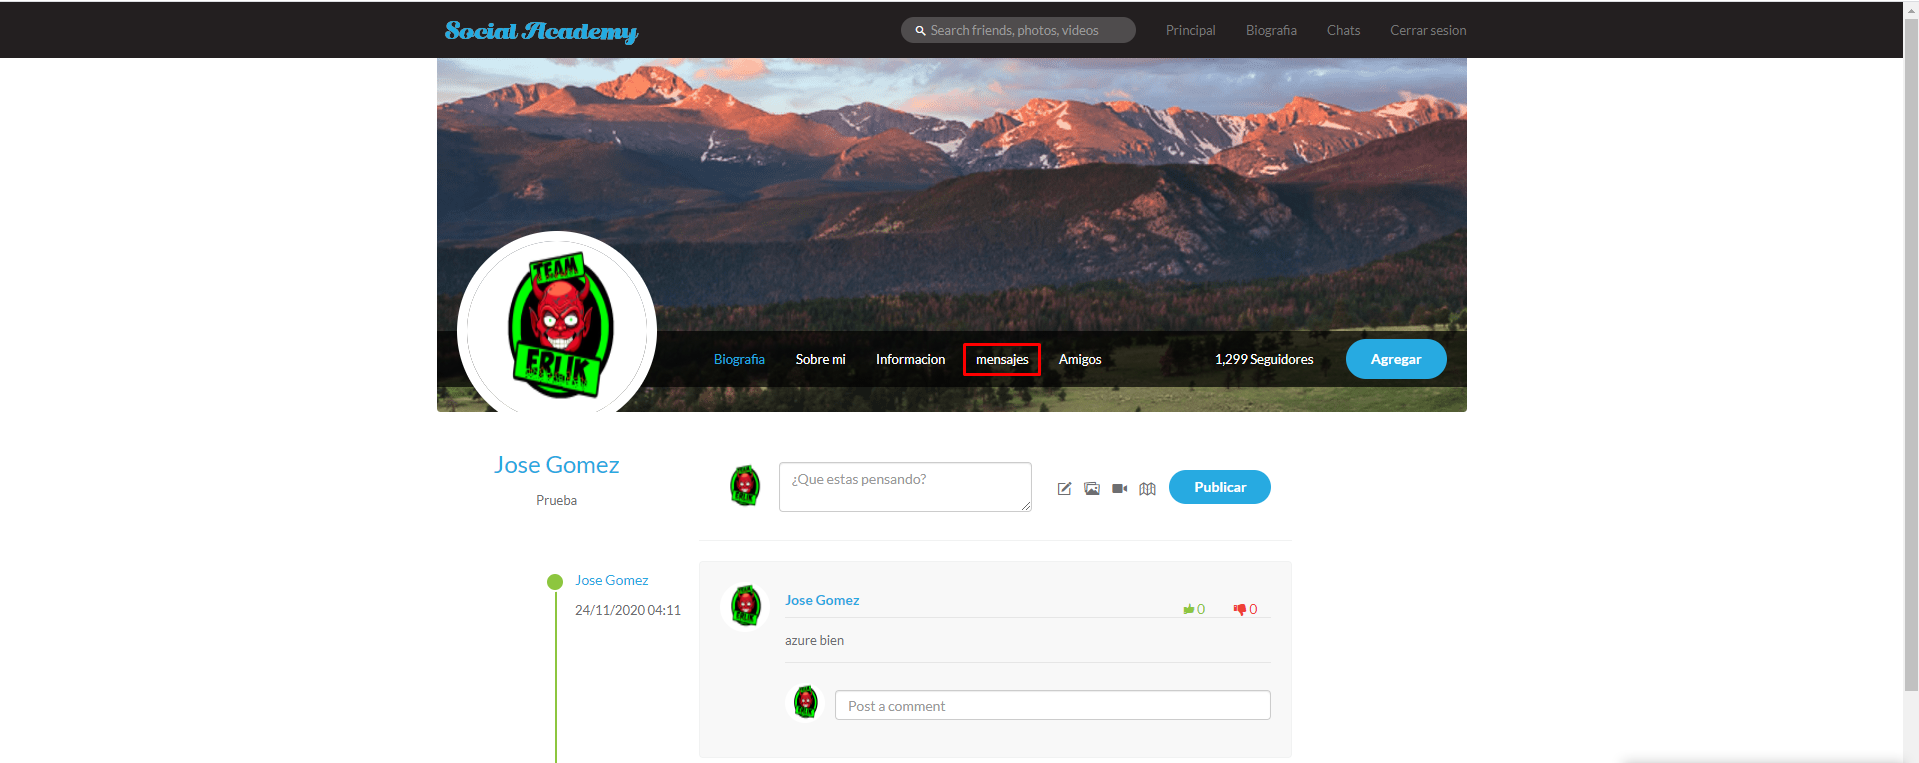 Social Academy
Search friends, photos, videos
Principal
Biografia
Chats
Cerrar sesion
TEAM
ERLIK
Biografia
Sobre mi
Informacion
mensajes
Amigos
1,299 Seguidores
Agregar
Jose Gomez
Prueba
¿Que estas pensando?
Publicar
Jose Gomez
24/11/2020 04:11
Jose Gomez
0
0
azure bien
Post a comment